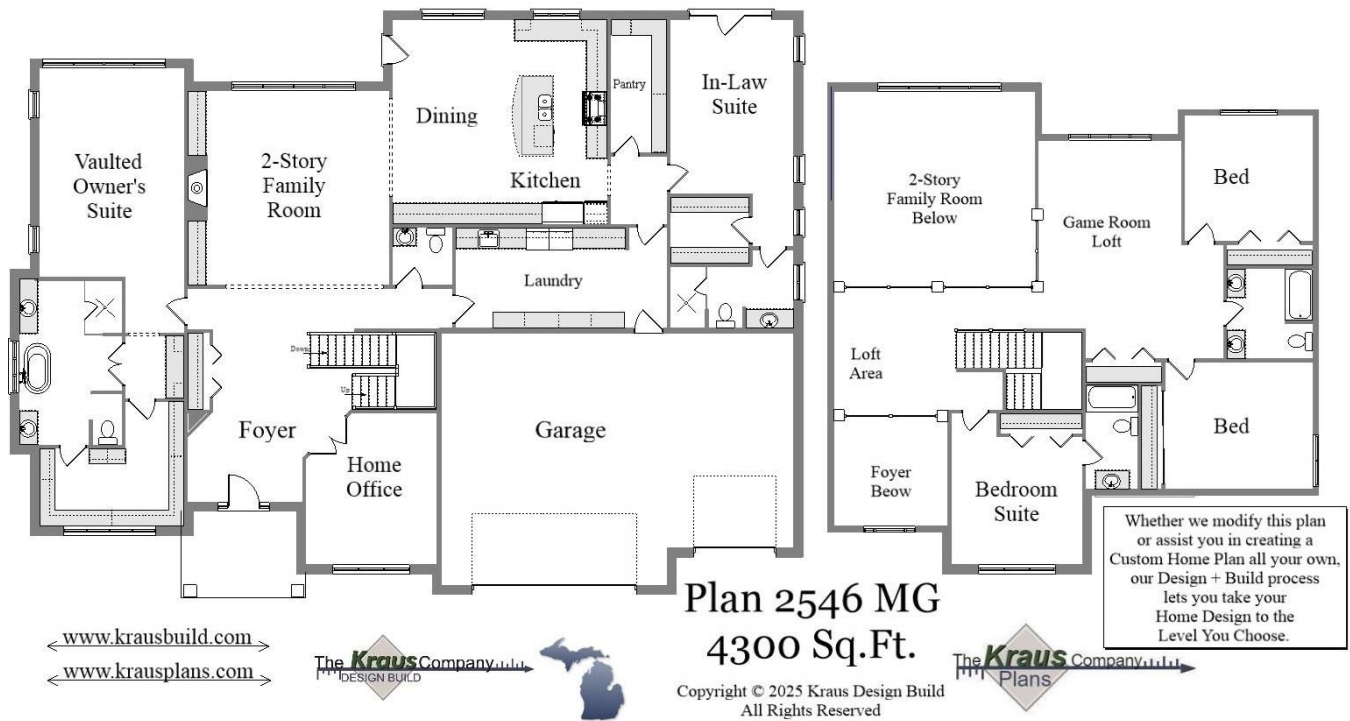 Vaulted
Owner's
Suite
2-Story
Family
Room
Dining
Kitchen
Pantry
In-Law
Suite
Laundry
Down
Up
Foyer
Home
Office
Garage
2-Story
Family Room
Below
Game Room
Loft
Bed
Loft
Area
Bed
Foyer
Beow
Bedroom
Suite
Whether we modify this plan
or assist you in creating a
Custom Home Plan all your own,
our Design + Build process
lets you take your
Home Design to the
Level You Choose.
Plan 2546 MG
4300 Sq.Ft.
Copyright © 2025 Kraus Design Build
All Rights Reserved
www.krausbuild.com
www.krausplans.com
The Kraus Company
DESIGN BUILD
The Kraus Company
Plans